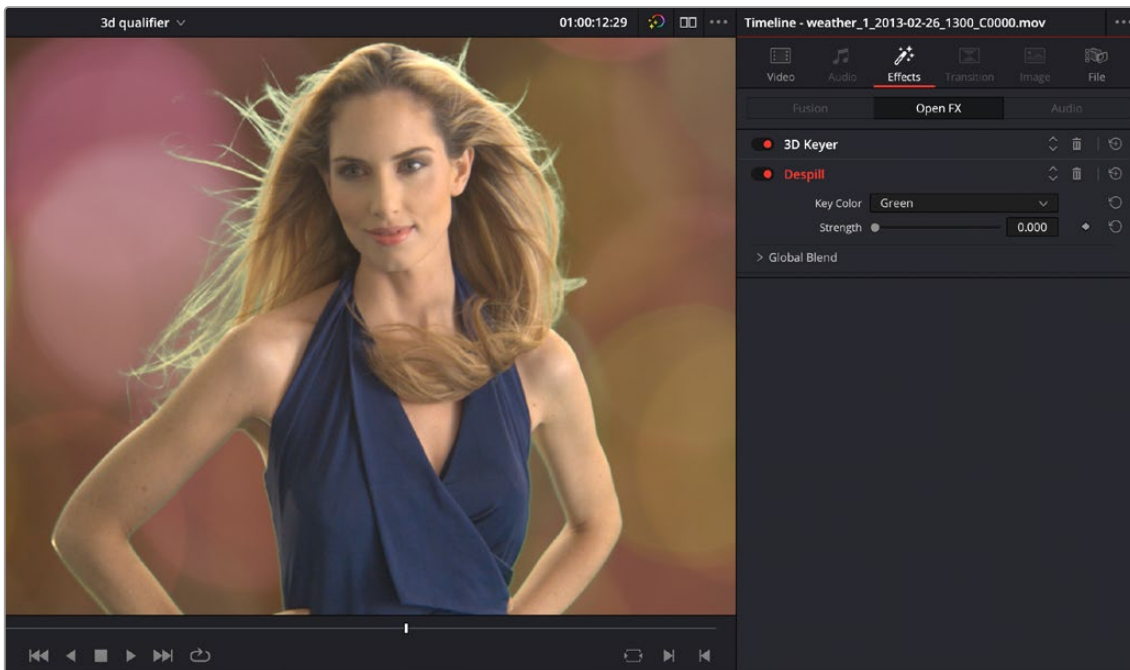 3d qualifier
01:00:12:29
Timeline - weather_1_2013-02-26_1300_C0000.mov
Video Audio Effects Transition Image File
Fusion Open FX Audio
3D Keyer
Despill
Key Color Green
Strength 0.000
Global Blend